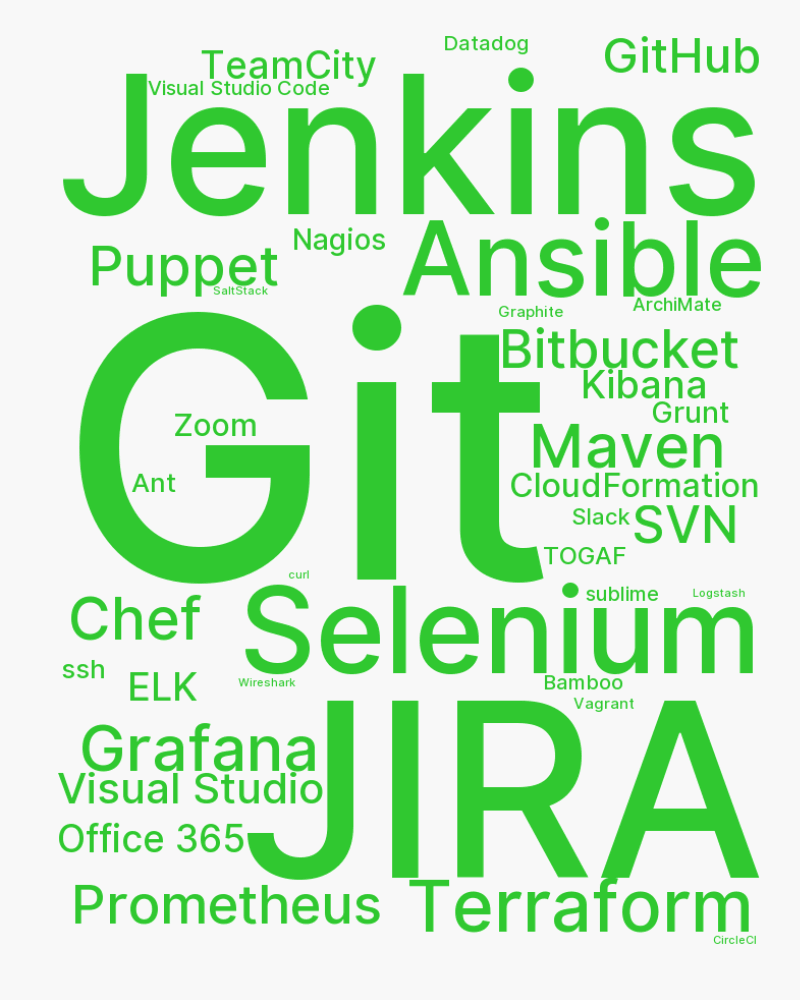 Datadog
GitHub
TeamCity
Visual Studio Code
Jenkins
Nagios
Ansible
Puppet
SaltStack
ArchiMate
Graphite
Git
Bitbucket
Kibana
Grunt
Zoom
Maven
Ant
CloudFormation
Slack
SVN
TOGAF
curl
sublime
Logstash
Chef
Selenium
ssh
ELK
Wireshark
Bamboo
Vagrant
JIRA
Grafana
Visual Studio
Office 365
Prometheus
Terraform
CircleCI